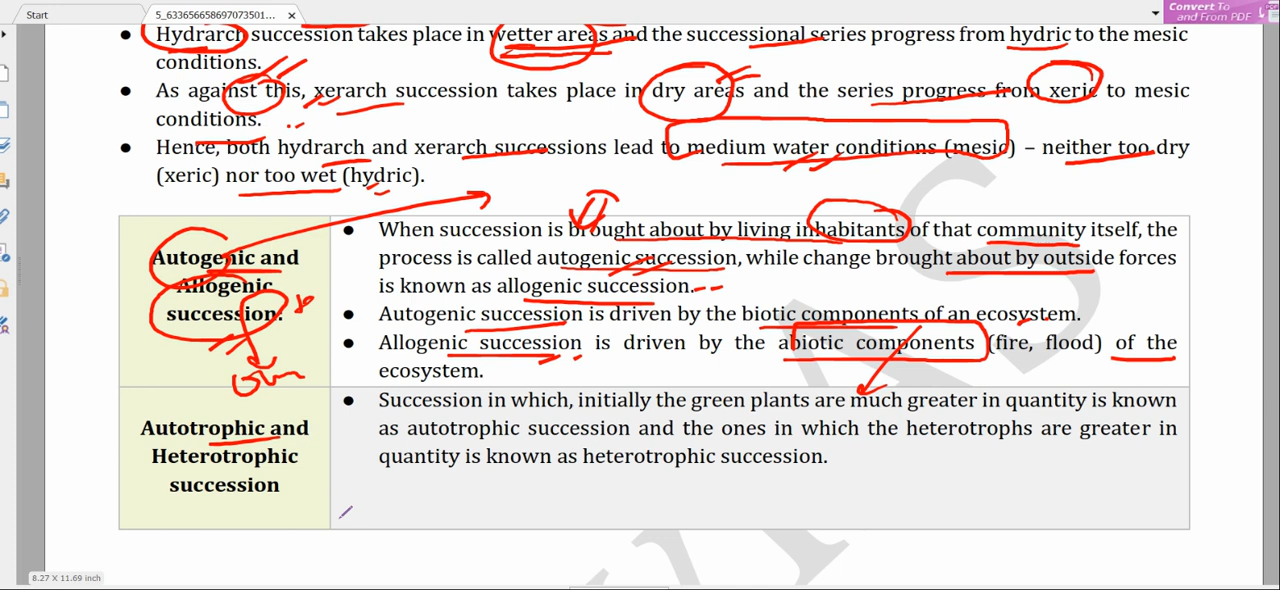 Start
5_633656658697073501...
Convert To
and From PDF
● Hydrarch succession takes place in wetter areas and the successional series progress from hydric to the mesic
conditions.
● As against this, xerarch succession takes place in dry areas and the series progress from xeric to mesic
conditions.
● Hence, both hydrarch and xerarch successions lead to medium water conditions (mesic) – neither too dry
(xeric) nor too wet (hydric).
Autogenic and
Allogenic
succession.
● When succession is brought about by living inhabitants of that community itself, the
process is called autogenic succession, while change brought about by outside forces
is known as allogenic succession.
● Autogenic succession is driven by the biotic components of an ecosystem.
● Allogenic succession is driven by the abiotic components (fire, flood) of the
ecosystem.
Autotrophic and
Heterotrophic
succession
● Succession in which, initially the green plants are much greater in quantity is known
as autotrophic succession and the ones in which the heterotrophs are greater in
quantity is known as heterotrophic succession.
8.27 X 11.69 inch